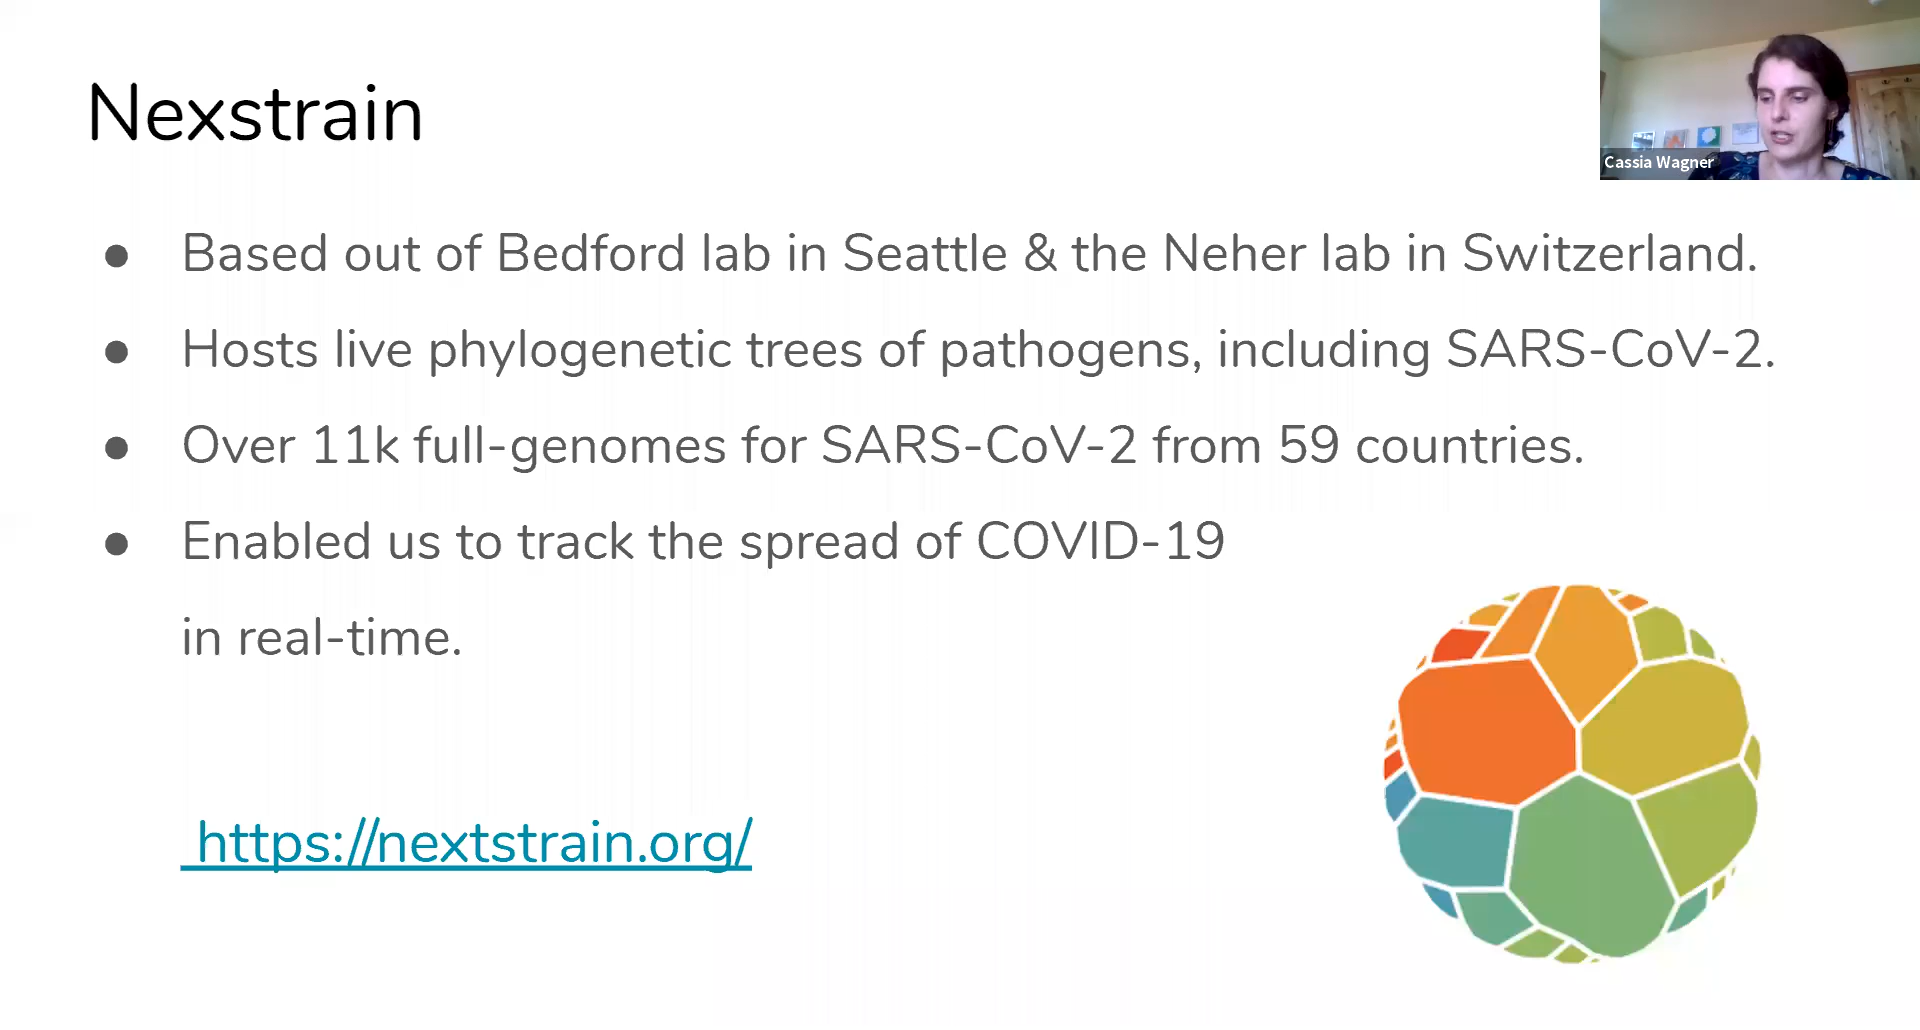 Nexstrain
Cassia Wagner
● Based out of Bedford lab in Seattle & the Neher lab in Switzerland.
● Hosts live phylogenetic trees of pathogens, including SARS-CoV-2.
● Over 11k full-genomes for SARS-CoV-2 from 59 countries.
● Enabled us to track the spread of COVID-19
in real-time.
https://nextstrain.org/